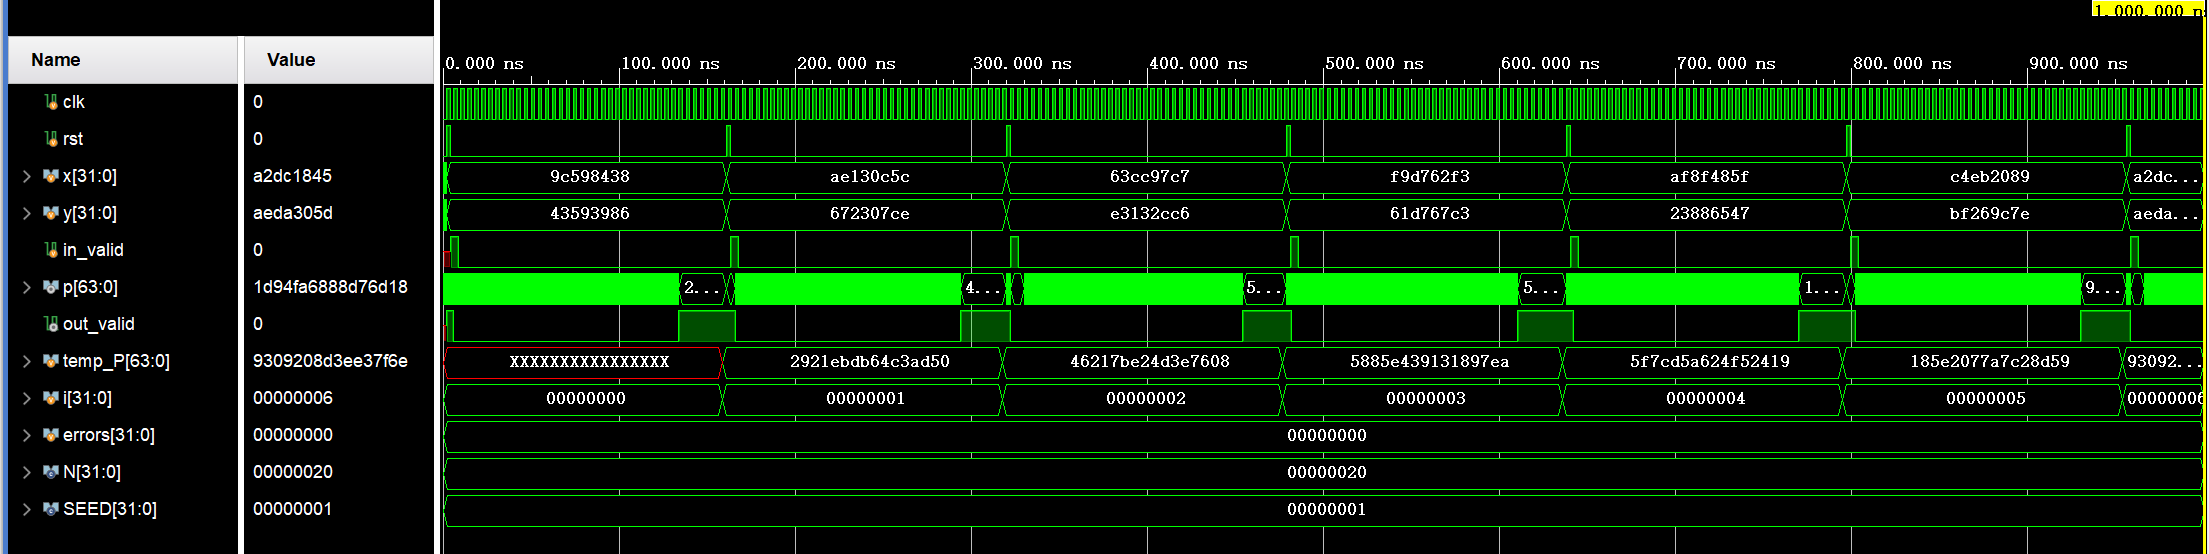 1,000.000 ns
Name Value
0.000 ns 100.000 ns 200.000 ns 300.000 ns 400.000 ns 500.000 ns 600.000 ns 700.000 ns 800.000 ns 900.000 ns
clk 0
rst 0
x[31:0] a2dc1845 9c598438 ae130c5c 63cc97c7 f9d762f3 af8f485f c4eb2089 a2dc...
y[31:0] aeda305d 43593986 672307ce e3132cc6 61d767c3 23886547 bf269c7e aeda...
in_valid 0
p[63:0] 1d94fa6888d76d18 2... 4... 5... 5... 1... 9...
out_valid 0
temp_P[63:0] 9309208d3ee37f6e XXXXXXXXXXXXXXXX 2921ebdb64c3ad50 46217be24d3e7608 5885e439131897ea 5f7cd5a624f52419 185e2077a7c28d59 93092...
i[31:0] 00000006 00000000 00000001 00000002 00000003 00000004 00000005 00000006
errors[31:0] 00000000 00000000
N[31:0] 00000020 00000020
SEED[31:0] 00000001 00000001